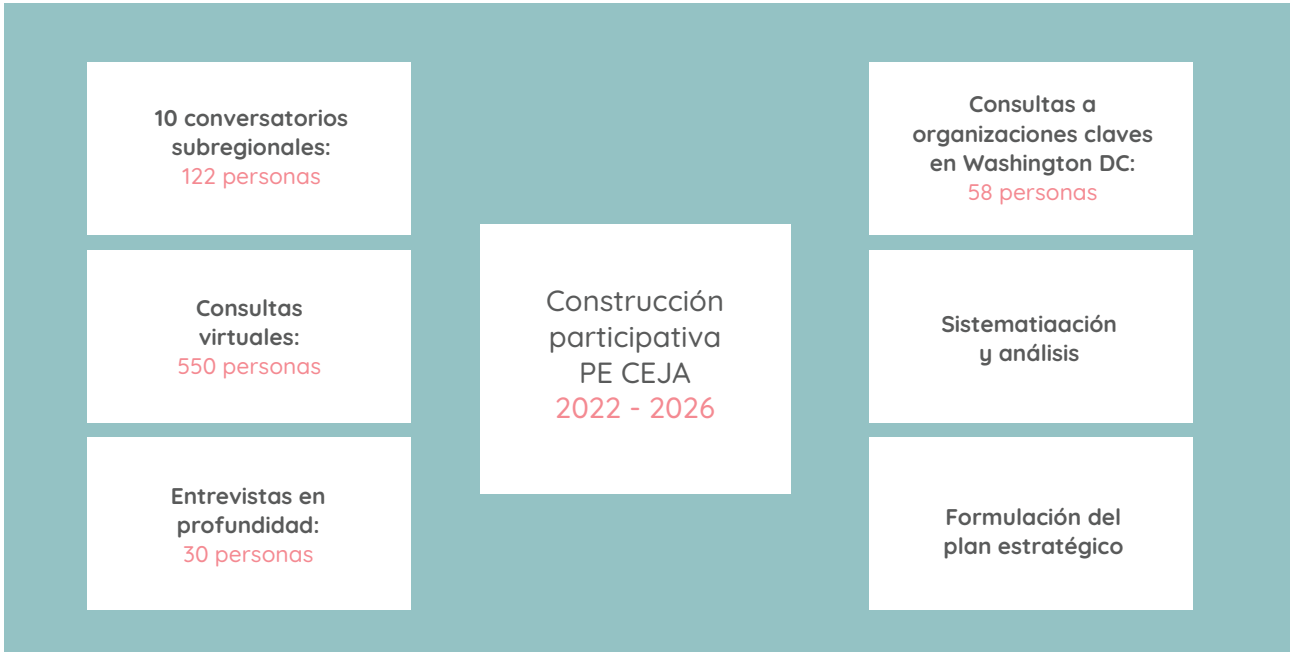 10 conversatorios
subregionales:
122 personas
Consultas
virtuales:
550 personas
Entrevistas en
profundidad:
30 personas
Construcción
participativa
PE CEJA
2022 - 2026
Consultas a
organizaciones claves
en Washington DC:
58 personas
Sistematiaación
y análisis
Formulación del
plan estratégico